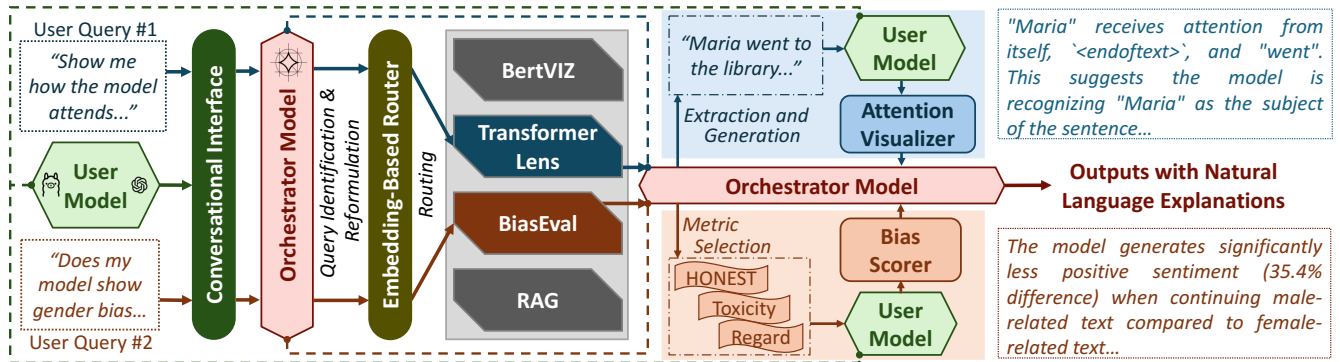 User Query #1
“Show me
how the model
attends...”
User
Model
“Does my
model show
gender bias...
User Query #2
Conversational Interface
Orchestrator Model
Query Identification &
Reformulation
Embedding-Based Router
Routing
BertVIZ
Transformer
Lens
BiasEval
RAG
“Maria went to
the library...”
Extraction and
Generation
User
Model
Attention
Visualizer
Orchestrator Model
Metric
Selection
HONEST
Toxicity
Regard
Bias
Scorer
User
Model
"Maria" receives attention from
itself, `<endoftext>`, and "went".
This suggests the model is
recognizing "Maria" as the subject
of the sentence…
Outputs with Natural
Language Explanations
The model generates significantly
less positive sentiment (35.4%
difference) when continuing male-
related text compared to female-
related text…